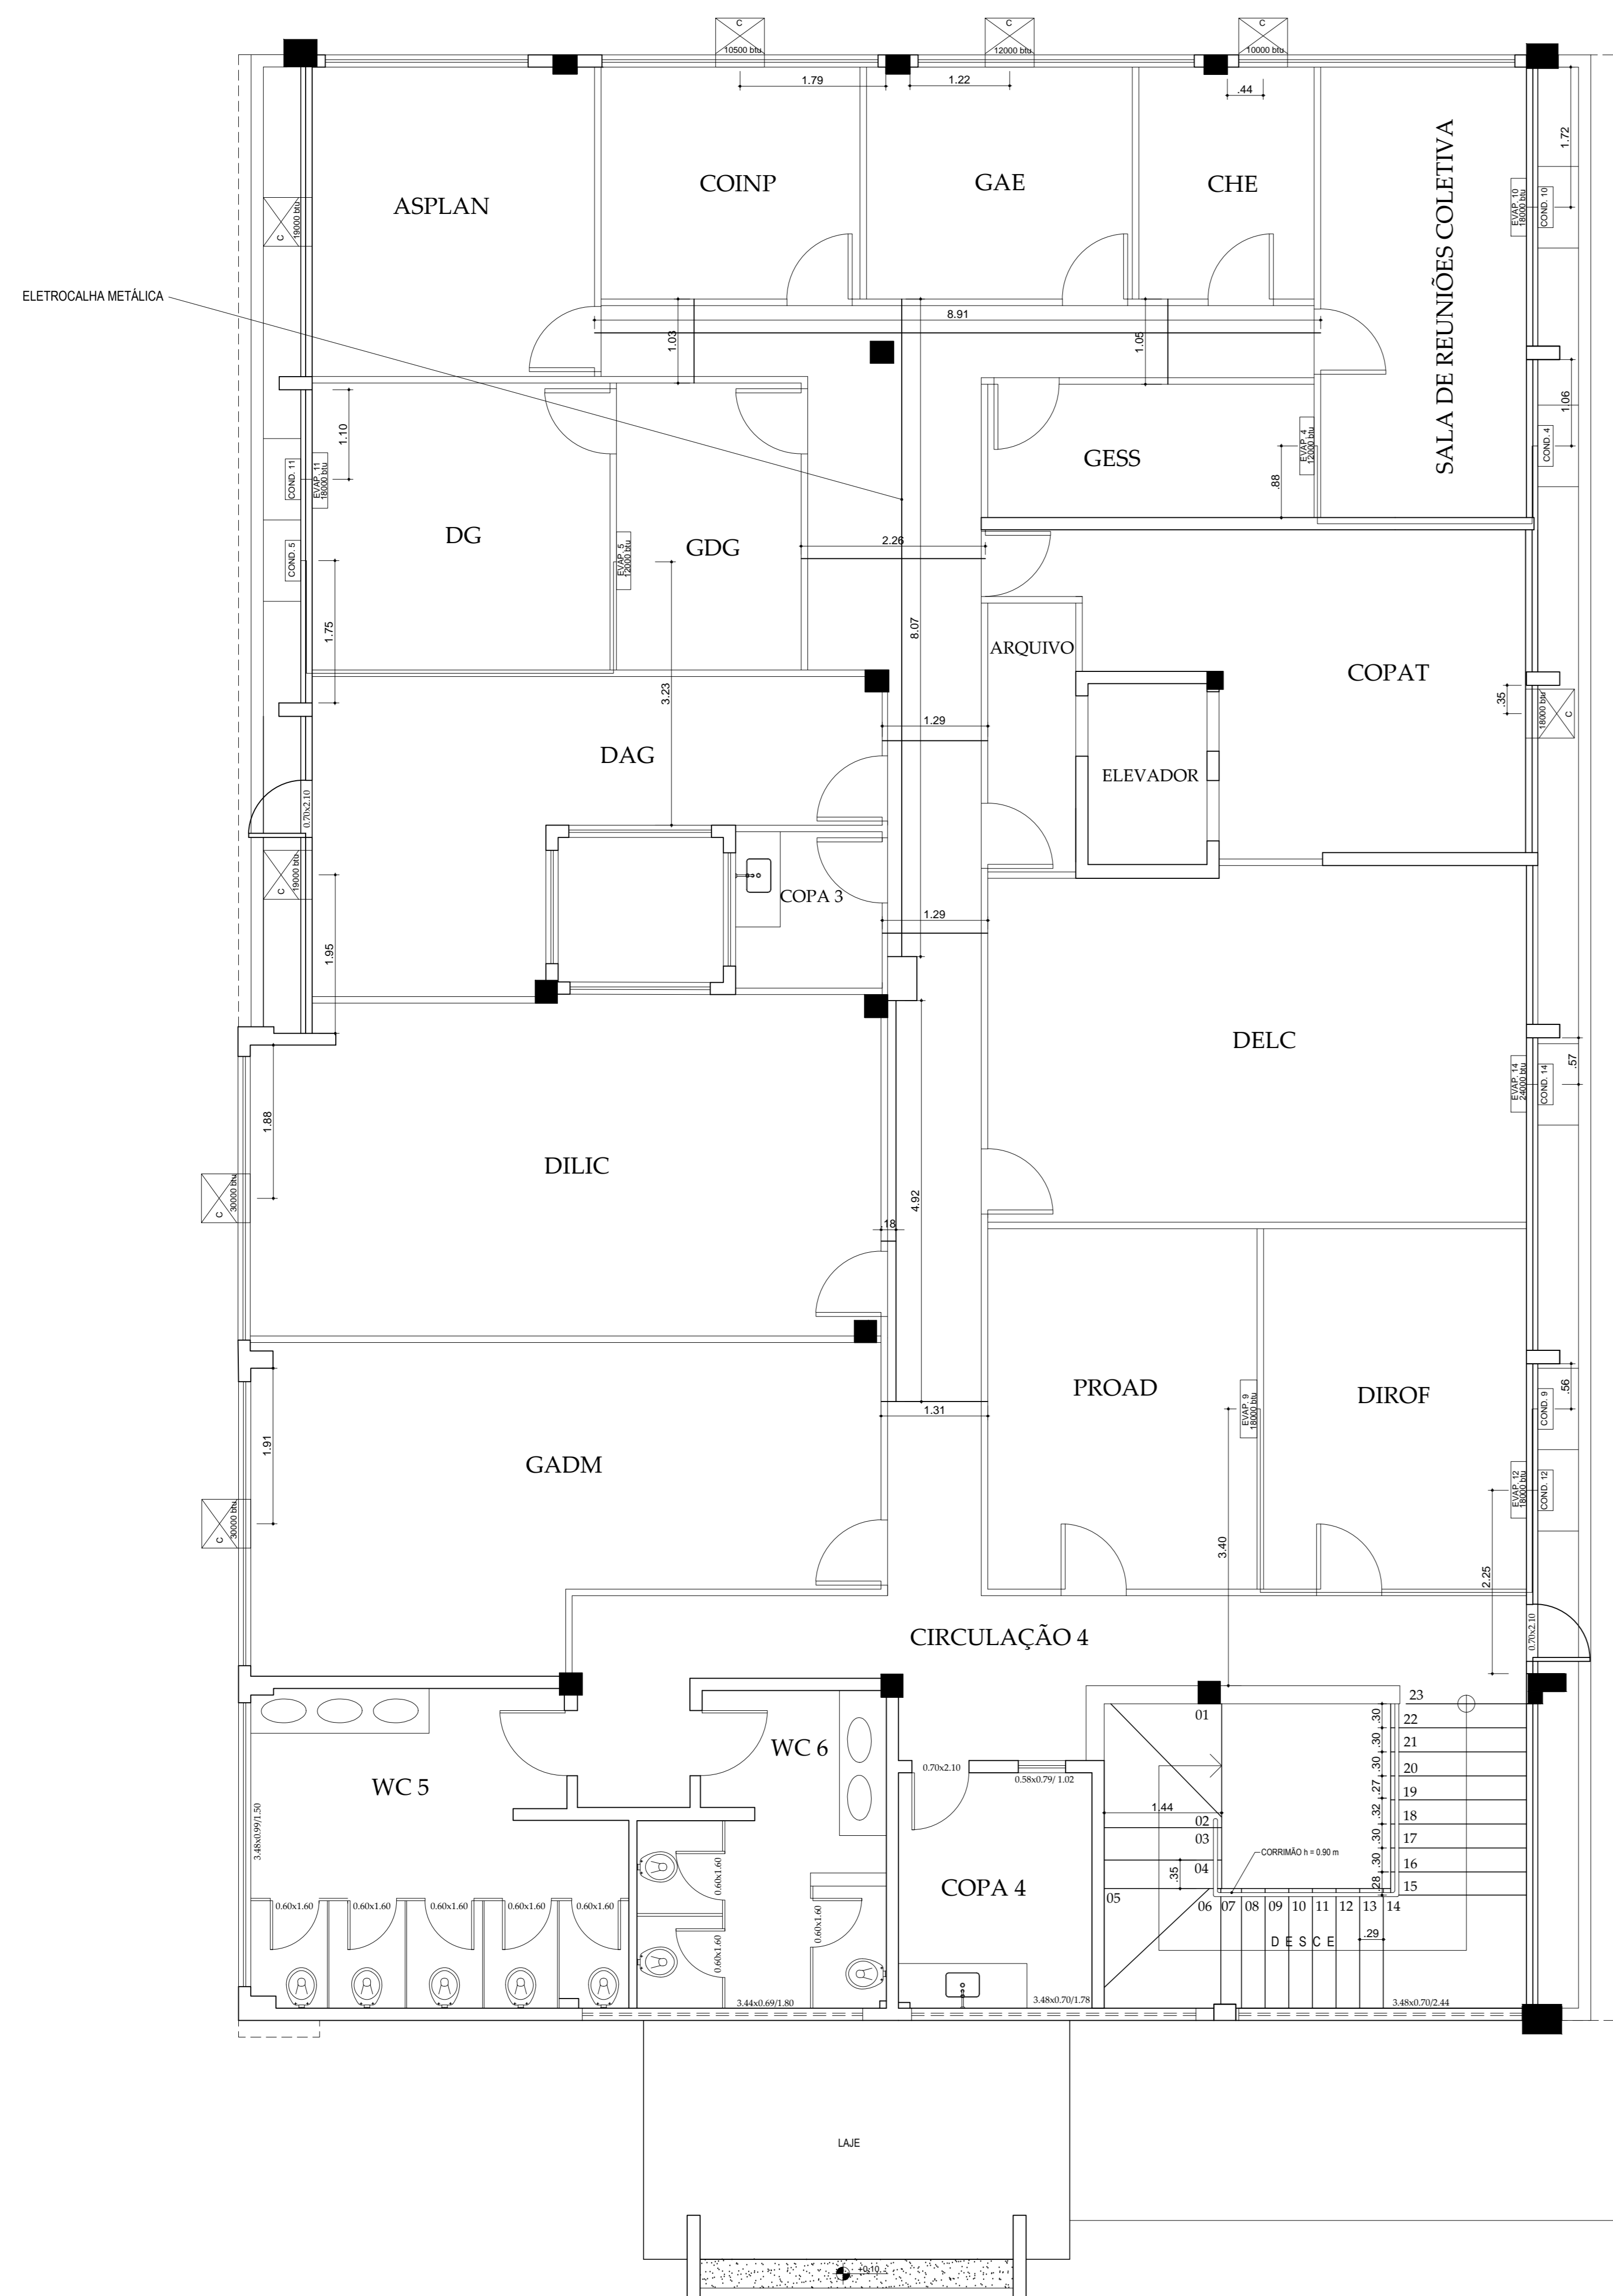 C
10500 btu
C
12000 btu
C
10000 btu
1.79
1.22
.44
1.72
ASPLAN
COINP
GAE
CHE
SALA DE REUNIÕES COLETIVA
EVAP. 10
18000 btu
COND. 10
C
19000 btu
ELETROCALHA METÁLICA
8.91
1.03
1.05
1.06
1.10
GESS
EVAP. 4
12000 btu
COND. 4
.88
COND. 11
EVAP. 11
18000 btu
DG
GDG
COND. 5
EVAP. 5
12000 btu
2.26
1.75
8.07
ARQUIVO
COPAT
3.23
.35
18000 btu
C
1.29
DAG
ELEVADOR
0.70x2.10
C
19000 btu
COPA 3
1.29
1.95
DELC
.57
EVAP. 14
24000 btu
COND. 14
1.88
DILIC
C
30000 btu
4.92
.18
PROAD
DIROF
EVAP. 9
18000 btu
COND. 9
.56
1.31
1.91
GADM
C
30000 btu
EVAP. 12
18000 btu
COND. 12
3.40
2.25
CIRCULAÇÃO 4
0.70x2.10
WC 5
WC 6
3.48x0.99/1.50
0.70x2.10
0.58x0.79/ 1.02
01
23
22
21
20
19
18
17
16
15
.30
.30
.30
.27
.32
.30
.30
.28
1.44
02
03
04
.35
05
CORRIMÃO h = 0.90 m
COPA 4
06
07
08
09
10
11
12
13
14
.29
D E S C E
0.60x1.60
0.60x1.60
0.60x1.60
0.60x1.60
0.60x1.60
0.60x1.60
0.60x1.60
0.60x1.60
3.44x0.69/1.80
3.48x0.70/1.78
3.48x0.70/2.44
LAJE
+0.10